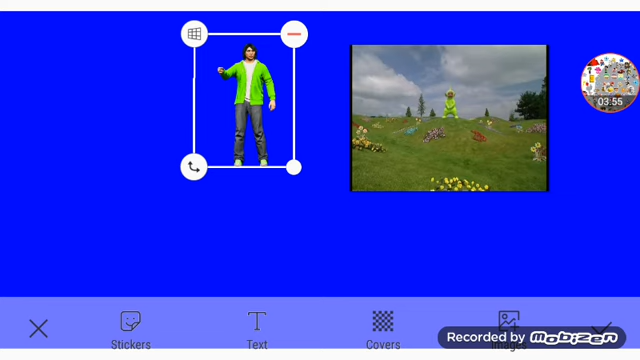 03:55
Stickers
Text
Covers
Images
Recorded by mobizen